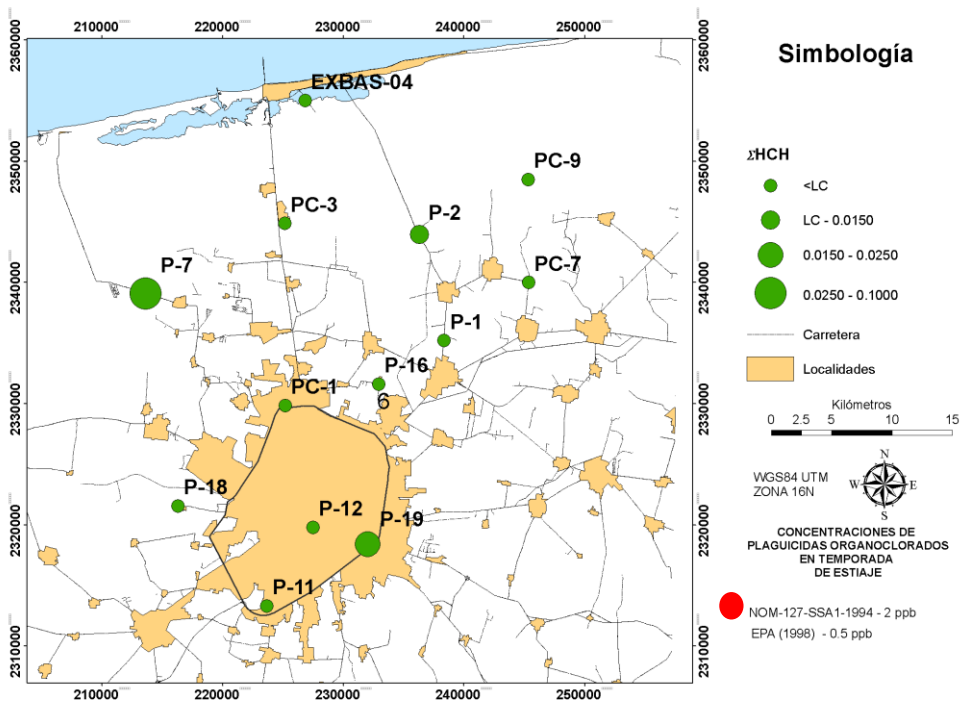 210000 220000 230000 240000 250000
2360000 2360000
2350000 2350000
2340000 2340000
2330000 2330000
2320000 2320000
2310000 2310000
EXBAS-04
PC-9
PC-3
P-2
P-7
PC-7
P-1
P-16
6
PC-1
P-18
P-12
P-19
P-11
210000 220000 230000 240000 250000
Simbología
ΣHCH
<LC
LC - 0.0150
0.0150 - 0.0250
0.0250 - 0.1000
Carretera
Localidades
Kilómetros
0 2.5 5 10 15
WGS84 UTM
ZONA 16N
N
W E
S
CONCENTRACIONES DE
PLAGUICIDAS ORGANOCLORADOS
EN TEMPORADA
DE ESTIAJE
NOM-127-SSA1-1994 - 2 ppb
EPA (1998) - 0.5 ppb